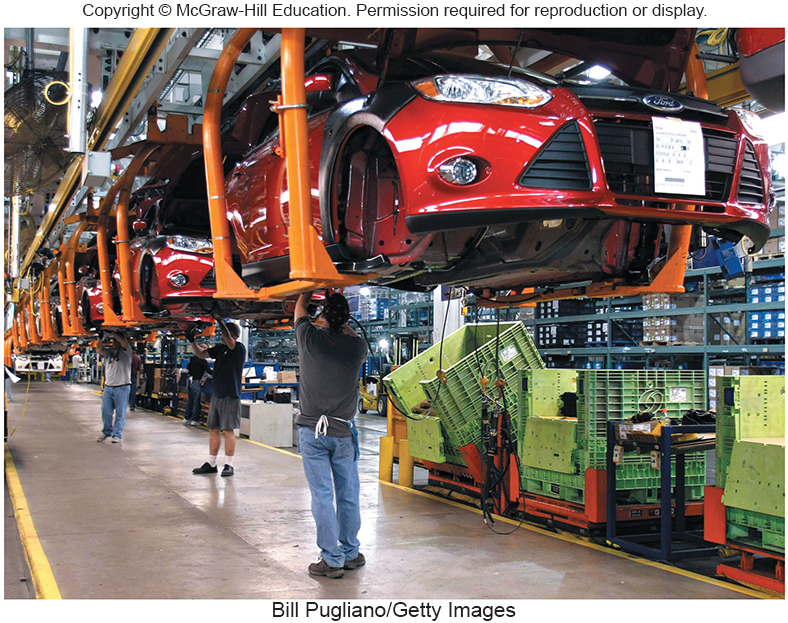 Copyright © McGraw-Hill Education. Permission required for reproduction or display.
Ford
Bill Pugliano/Getty Images